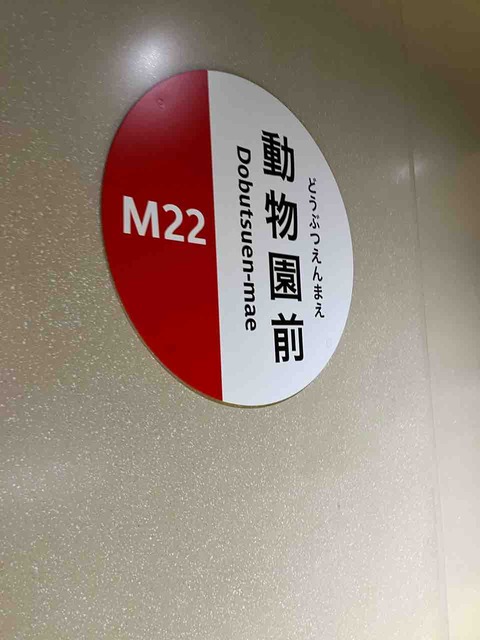 M22
どうぶつえんまえ
動物園前
Dobutsuen-mae